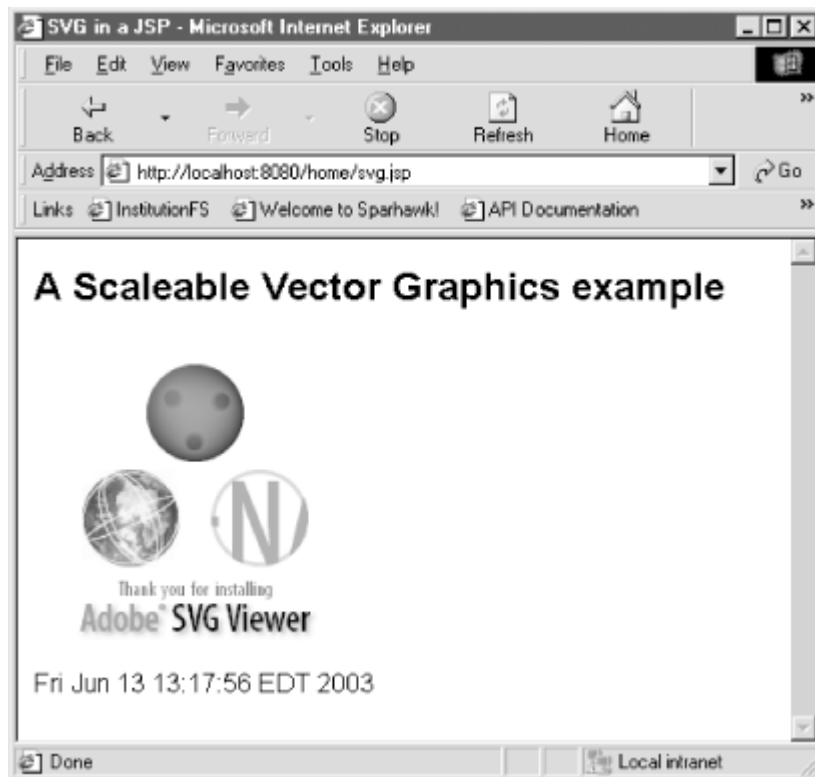 SVG in a JSP - Microsoft Internet Explorer
File Edit View Favorites Tools Help
Back Forward Stop Refresh Home »
Address http://localhost:8080/home/svg.jsp Go
Links InstitutionFS Welcome to Sparhawk! API Documentation »
A Scaleable Vector Graphics example
N
Thank you for installing
Adobe® SVG Viewer
Fri Jun 13 13:17:56 EDT 2003
Done Local intranet